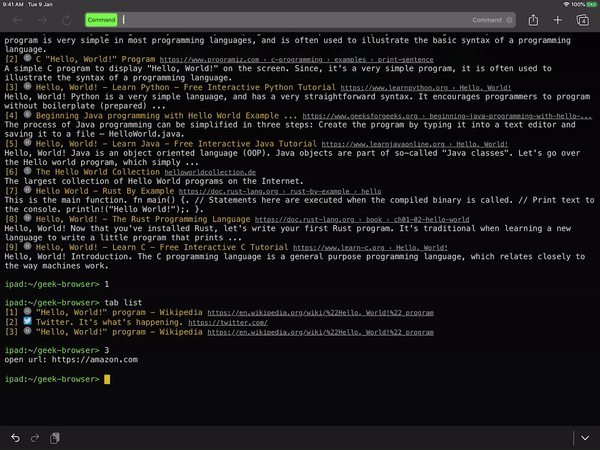 9:41 AM Tue 9 Jan 100%
Command Command
program is very simple in most programming languages, and is often used to illustrate the basic syntax of a programming
language.
[2] C "Hello, World!" Program https://www.programiz.com › c-programming › examples › print-sentence
A simple C program to display "Hello, World!" on the screen. Since, it's a very simple program, it is often used to
illustrate the syntax of a programming language.
[3] Hello, World! - Learn Python - Free Interactive Python Tutorial https://www.learnpython.org › Hello, World!
Hello, World! Python is a very simple language, and has a very straightforward syntax. It encourages programmers to program
without boilerplate (prepared) ...
[4] Beginning Java programming with Hello World Example ... https://www.geeksforgeeks.org › beginning-java-programming-with-hello-...
The process Java programming can be simplified in three steps: Create the program by typing it into a text editor and
saving it to a file – HelloWorld.java.
[5] Hello, World! - Learn Java - Free Interactive Java Tutorial https://www.learnjavaonline.org › Hello, World!
Hello, World! Java is an object oriented language (OOP). Java objects are part of so-called "Java classes". Let's go over
the Hello world program, which simply ...
[6] The Hello World Collection helloworldcollection.de
The largest collection of Hello World programs on the Internet.
[7] Hello World - Rust By Example https://doc.rust-lang.org › rust-by-example › hello
This is the main function. fn main() {. // Statements here are executed when the compiled binary is called. // Print text to
the console. println!("Hello World!");. }.
[8] Hello, World! - The Rust Programming Language https://doc.rust-lang.org › book › ch01-02-hello-world
Hello, World! Now that you've installed Rust, let's write your first Rust program. It's traditional when learning a new
language to write a little program that prints ...
[9] Hello, World! - Learn C - Free Interactive C Tutorial https://www.learn-c.org › Hello, World!
Hello, World! Introduction. The C programming language is a general purpose programming language, which relates closely to
the way machines work.
ipad:~/geek-browser> 1
ipad:~/geek-browser> tab list
[1] "Hello, World!" program - Wikipedia https://en.wikipedia.org/wiki/%22Hello,_World!%22_program
[2] Twitter. It's what's happening. https://twitter.com/
[3] "Hello, World!" program - Wikipedia https://en.wikipedia.org/wiki/%22Hello,_World!%22_program
ipad:~/geek-browser> 3
open url: https://amazon.com
ipad:~/geek-browser>